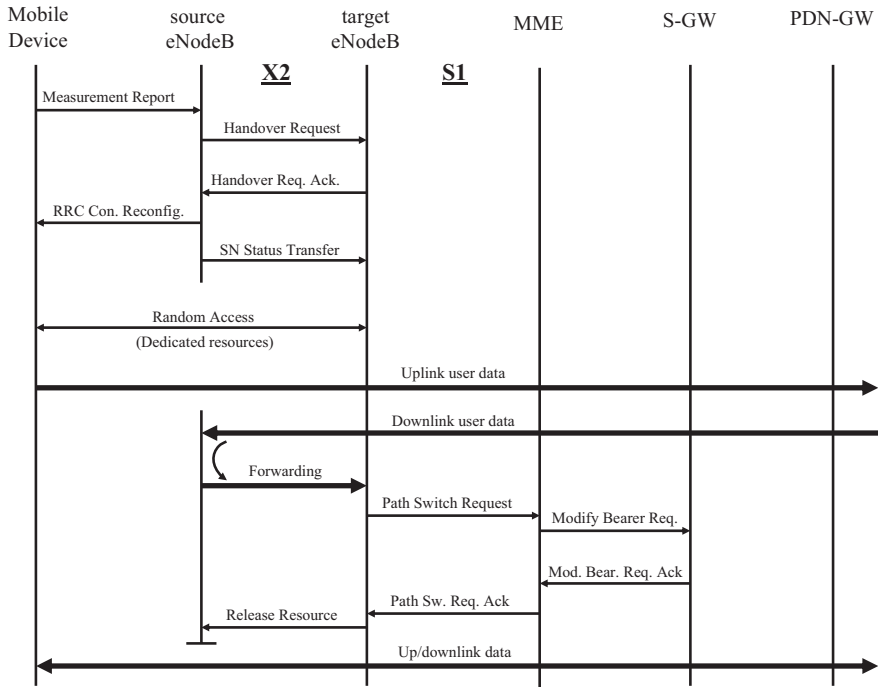 Mobile Device
source eNodeB
target eNodeB
MME
S-GW
PDN-GW
X2
S1
Measurement Report
Handover Request
Handover Req. Ack.
RRC Con. Reconfig.
SN Status Transfer
Random Access
(Dedicated resources)
Uplink user data
Downlink user data
Forwarding
Path Switch Request
Modify Bearer Req.
Mod. Bear. Req. Ack
Path Sw. Req. Ack
Release Resource
Up/downlink data